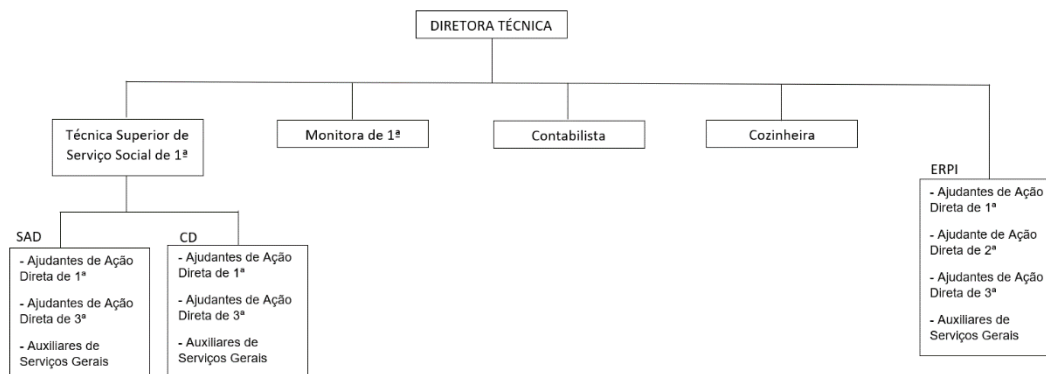 DIRETORA TÉCNICA
Técnica Superior de
Serviço Social de 1ª
Monitora de 1ª
Contabilista
Cozinheira
SAD
- Ajudantes de Ação
Direta de 1ª
- Ajudantes de Ação
Direta de 3ª
- Auxiliares de
Serviços Gerais
CD
- Ajudantes de Ação
Direta de 1ª
- Ajudantes de Ação
Direta de 3ª
- Auxiliares de
Serviços Gerais
ERPI
- Ajudantes de Ação
Direta de 1ª
- Ajudante de Ação
Direta de 2ª
- Ajudantes de Ação
Direta de 3ª
- Auxiliares de
Serviços Gerais